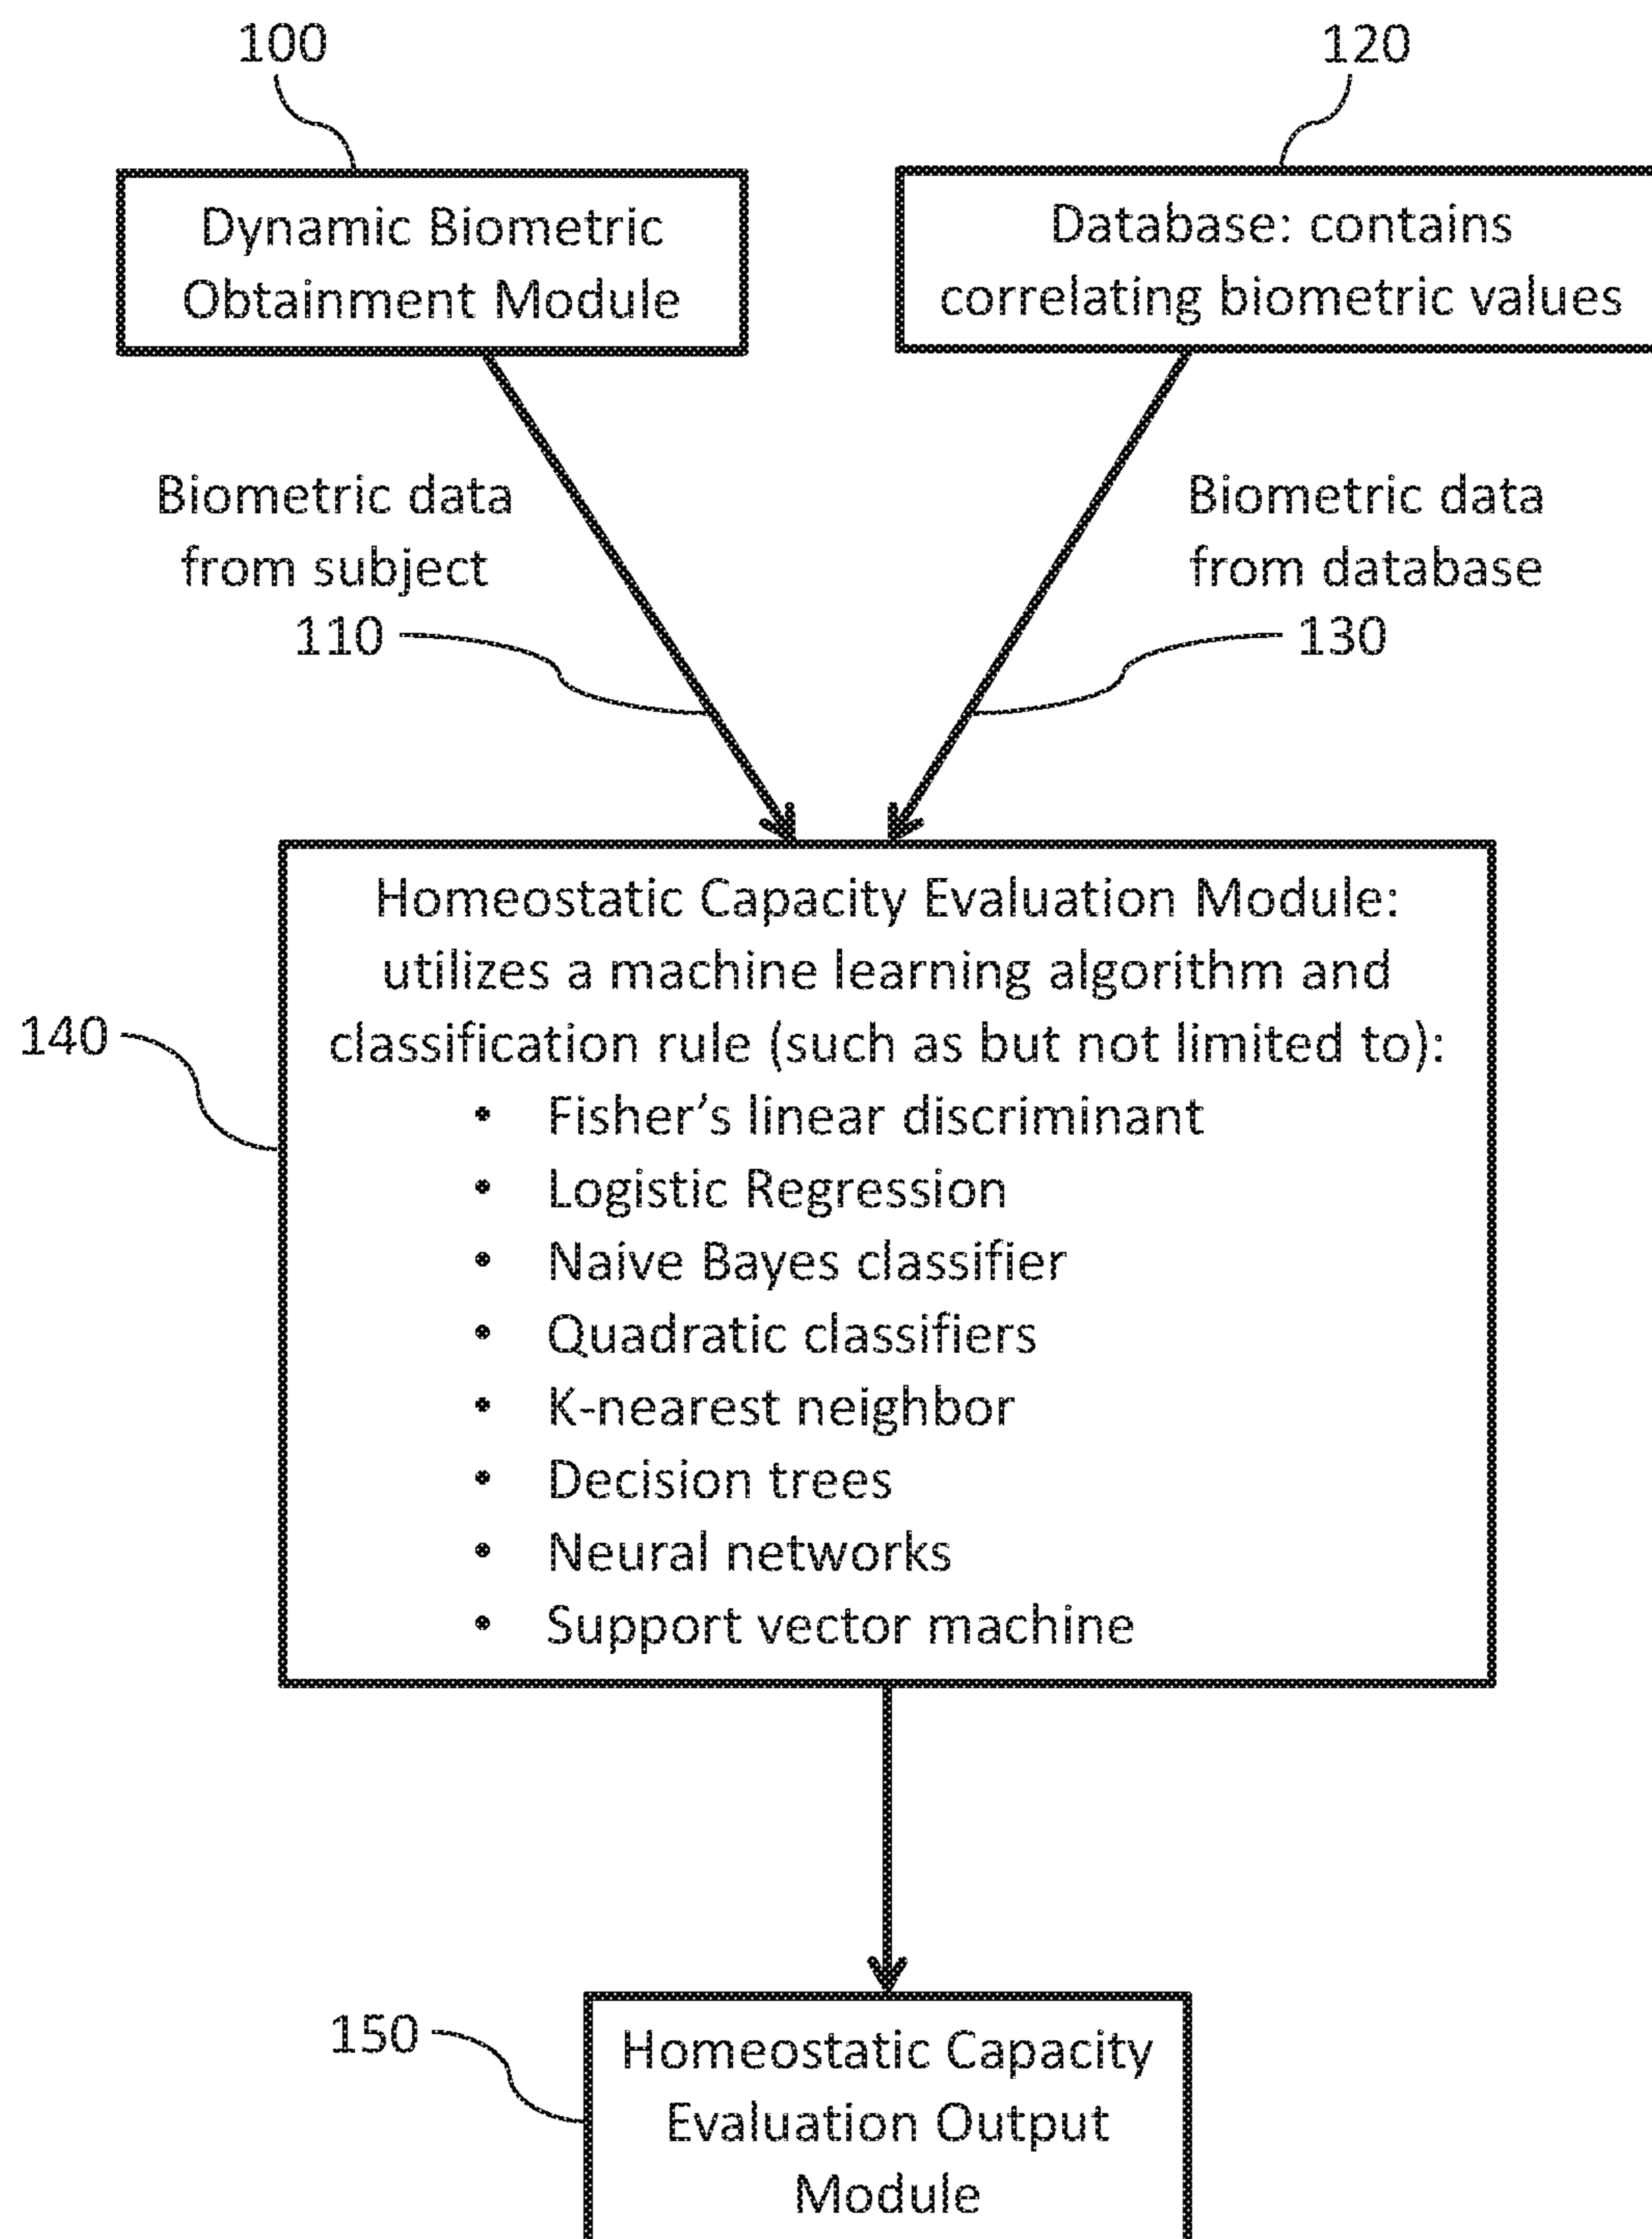 100
120
Dynamic Biometric
Obtainment Module
Database: contains
correlating biometric values
Biometric data
from subject
110
Biometric data
from database
130
140
Homeostatic Capacity Evaluation Module:
utilizes a machine learning algorithm and
classification rule (such as but not limited to):
• Fisher’s linear discriminant
• Logistic Regression
• Naive Bayes classifier
• Quadratic classifiers
• K-nearest neighbor
• Decision trees
• Neural networks
• Support vector machine
150
Homeostatic Capacity
Evaluation Output
Module